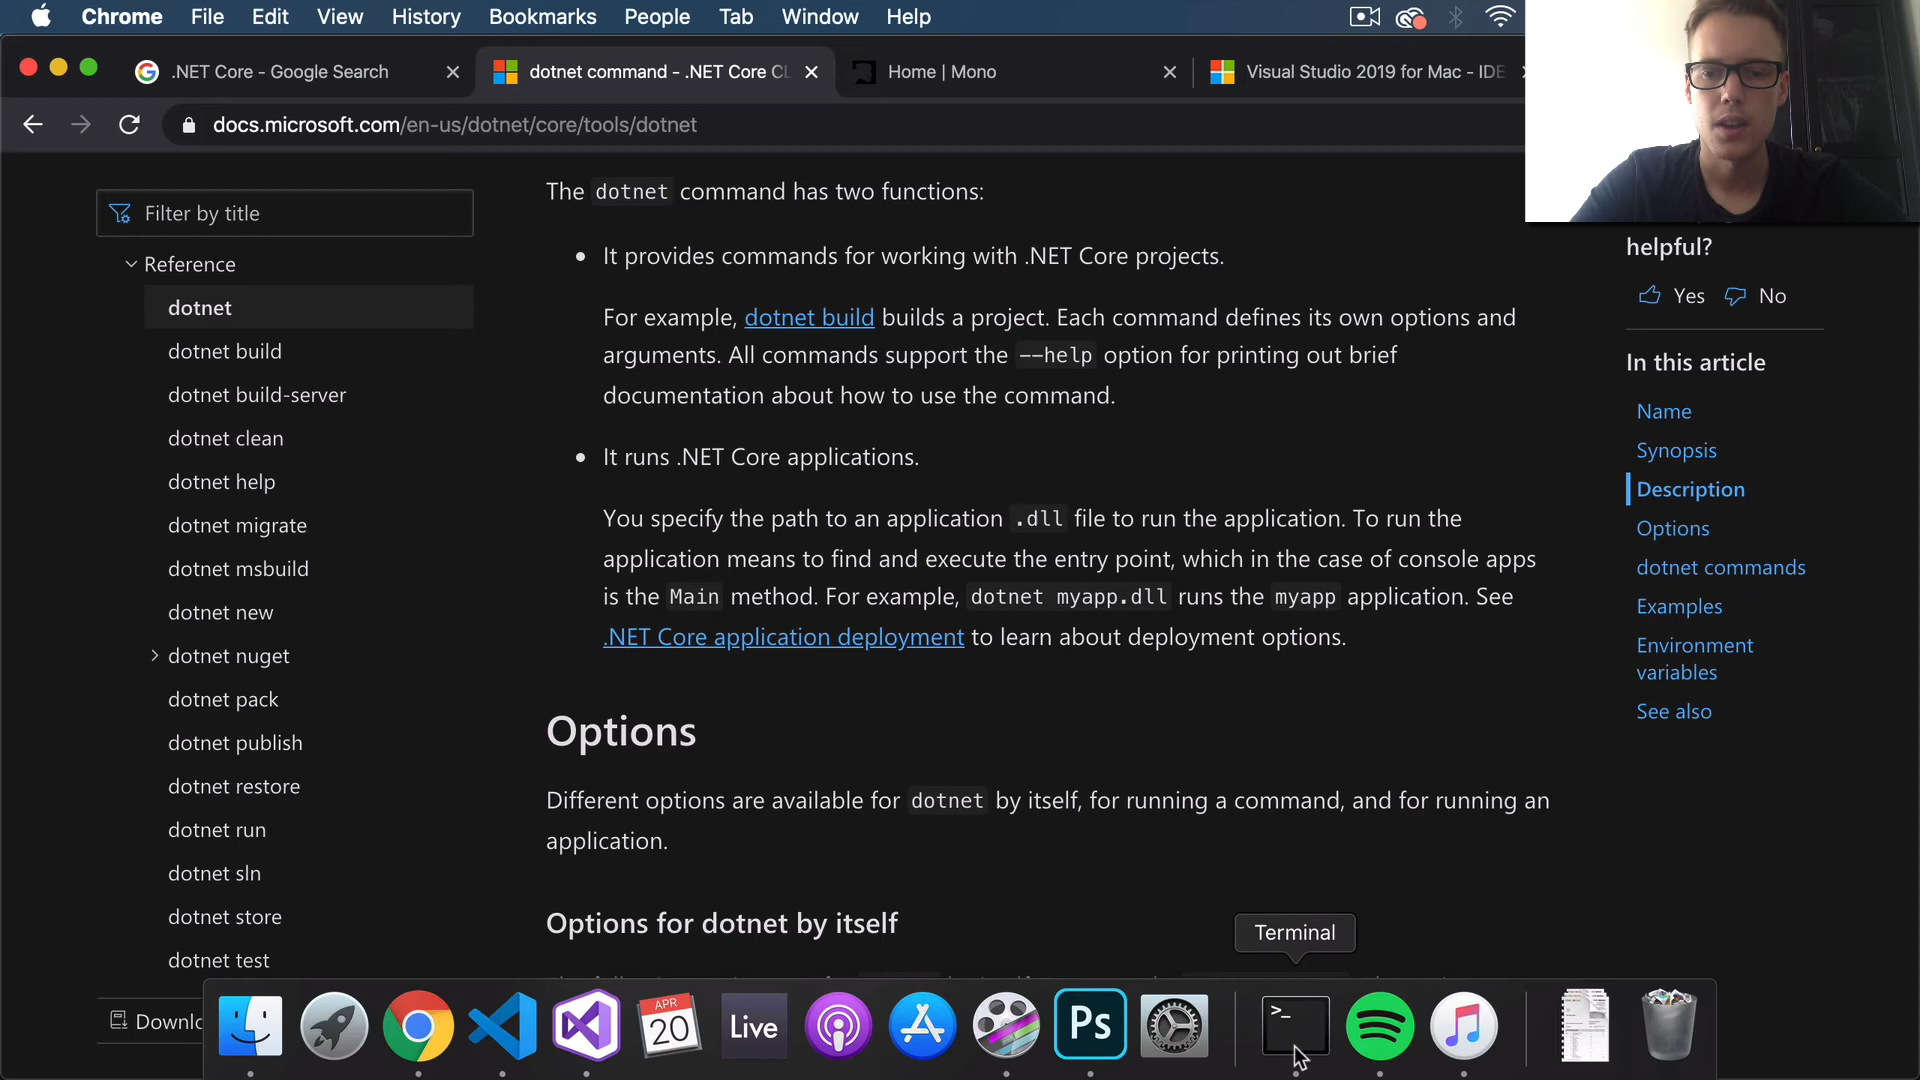 Chrome File Edit View History Bookmarks People Tab Window Help
.NET Core - Google Search
dotnet command - .NET Core CL
Home | Mono
Visual Studio 2019 for Mac - IDE
docs.microsoft.com/en-us/dotnet/core/tools/dotnet
Filter by title
Reference
dotnet
dotnet build
dotnet build-server
dotnet clean
dotnet help
dotnet migrate
dotnet msbuild
dotnet new
dotnet nuget
dotnet pack
dotnet publish
dotnet restore
dotnet run
dotnet sln
dotnet store
dotnet test
Downlo
The dotnet command has two functions:
• It provides commands for working with .NET Core projects.
For example, dotnet build builds a project. Each command defines its own options and
arguments. All commands support the --help option for printing out brief
documentation about how to use the command.
• It runs .NET Core applications.
You specify the path to an application .dll file to run the application. To run the
application means to find and execute the entry point, which in the case of console apps
is the Main method. For example, dotnet myapp.dll runs the myapp application. See
.NET Core application deployment to learn about deployment options.
Options
Different options are available for dotnet by itself, for running a command, and for running an
application.
Options for dotnet by itself
helpful?
Yes No
In this article
Name
Synopsis
Description
Options
dotnet commands
Examples
Environment
variables
See also
Terminal
APR
20
Live
Ps
>_